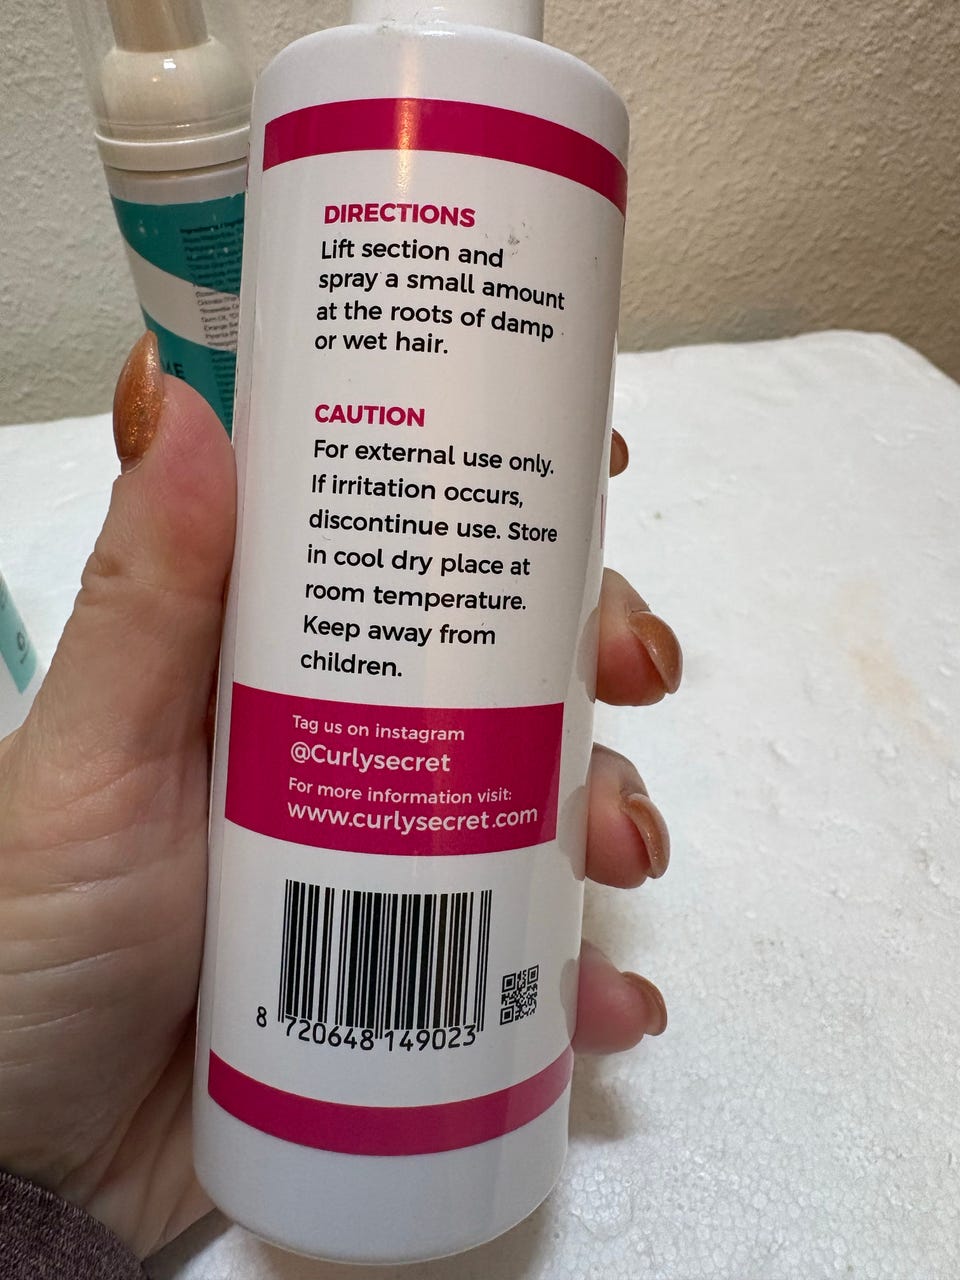 DIRECTIONS
Lift section and
spray a small amount
at the roots of damp
or wet hair.
CAUTION
For external use only.
If irritation occurs,
discontinue use. Store
in cool dry place at
room temperature.
Keep away from
children.
Tag us on instagram
@Curlysecret
For more information visit:
www.curlysecret.com
8 720648 149023